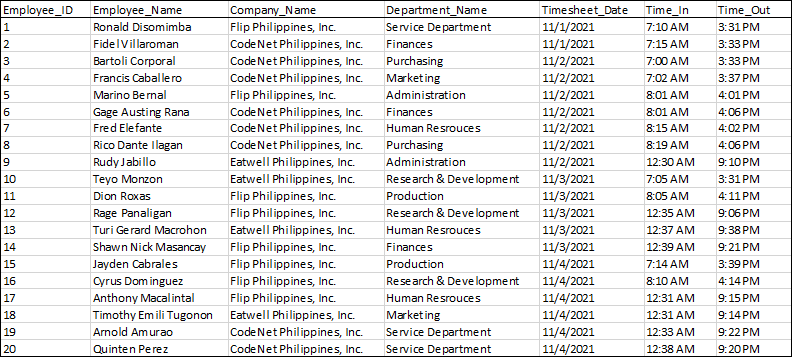 Employee_ID Employee_Name Company_Name Department_Name Timesheet_Date Time_In Time_Out
1 Ronald Disomimba Flip Philippines, Inc. Service Department 11/1/2021 7:10 AM 3:31 PM
2 Fidel Villaroman CodeNet Philippines, Inc. Finances 11/1/2021 7:15 AM 3:33 PM
3 Bartoli Corporal CodeNet Philippines, Inc. Purchasing 11/2/2021 7:00 AM 3:33 PM
4 Francis Caballero CodeNet Philippines, Inc. Marketing 11/2/2021 7:02 AM 3:37 PM
5 Marino Bernal Flip Philippines, Inc. Administration 11/2/2021 8:01 AM 4:01 PM
6 Gage Austing Rana CodeNet Philippines, Inc. Finances 11/2/2021 8:01 AM 4:06 PM
7 Fred Elefante CodeNet Philippines, Inc. Human Resrouces 11/2/2021 8:15 AM 4:02 PM
8 Rico Dante Ilagan CodeNet Philippines, Inc. Purchasing 11/2/2021 8:19 AM 4:06 PM
9 Rudy Jabillo Eatwell Philippines, Inc. Administration 11/2/2021 12:30 AM 9:10 PM
10 Teyo Monzon Eatwell Philippines, Inc. Research & Development 11/3/2021 7:05 AM 3:31 PM
11 Dion Roxas Flip Philippines, Inc. Production 11/3/2021 8:05 AM 4:11 PM
12 Rage Panaligan Flip Philippines, Inc. Research & Development 11/3/2021 12:35 AM 9:06 PM
13 Turi Gerard Macrohon Eatwell Philippines, Inc. Human Resrouces 11/3/2021 12:37 AM 9:38 PM
14 Shawn Nick Masancay Flip Philippines, Inc. Finances 11/3/2021 12:39 AM 9:21 PM
15 Jayden Cabrales Flip Philippines, Inc. Production 11/4/2021 7:14 AM 3:39 PM
16 Cyrus Dominguez Flip Philippines, Inc. Research & Development 11/4/2021 8:10 AM 4:14 PM
17 Anthony Macalintal Flip Philippines, Inc. Human Resrouces 11/4/2021 12:31 AM 9:15 PM
18 Timothy Emili Tugonon Eatwell Philippines, Inc. Marketing 11/4/2021 12:31 AM 9:14 PM
19 Arnold Amurao CodeNet Philippines, Inc. Service Department 11/4/2021 12:33 AM 9:22 PM
20 Quinten Perez CodeNet Philippines, Inc. Service Department 11/4/2021 12:38 AM 9:20 PM